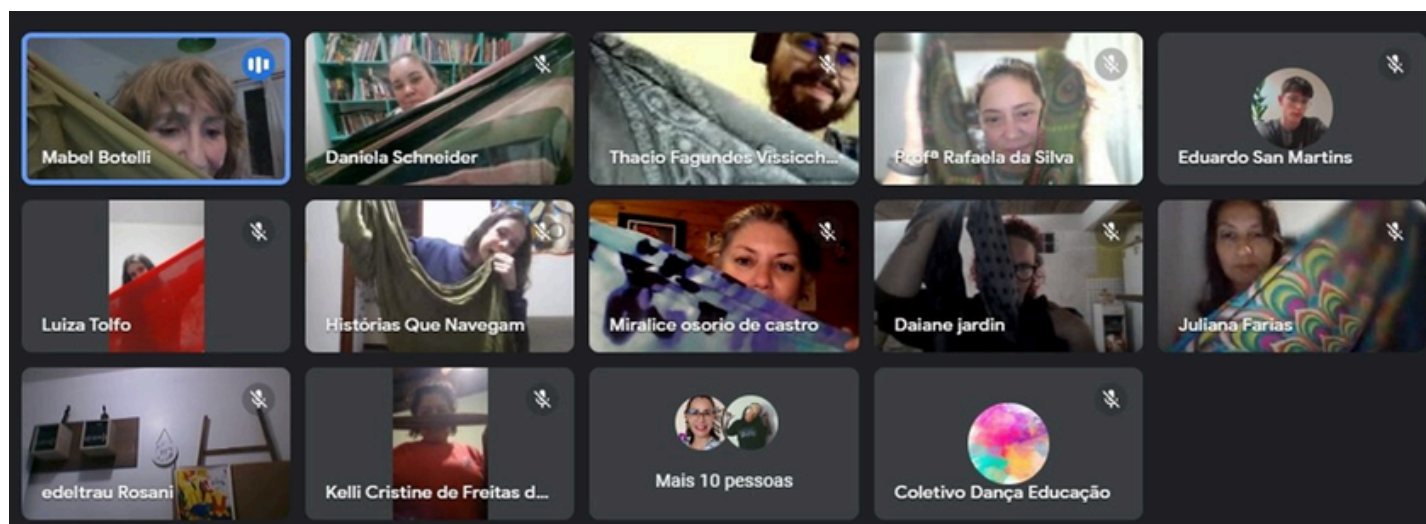 Mabel Botelli
Daniela Schneider
Thacio Fagundes Vissicch...
Profª Rafaela da Silva
Eduardo San Martins
Luiza Tolfo
Histórias Que Navegam
Miralice osorio de castro
Daiane jardin
Juliana Farias
edeltrau Rosani
Kelli Cristine de Freitas d...
Mais 10 pessoas
Coletivo Dança Educação